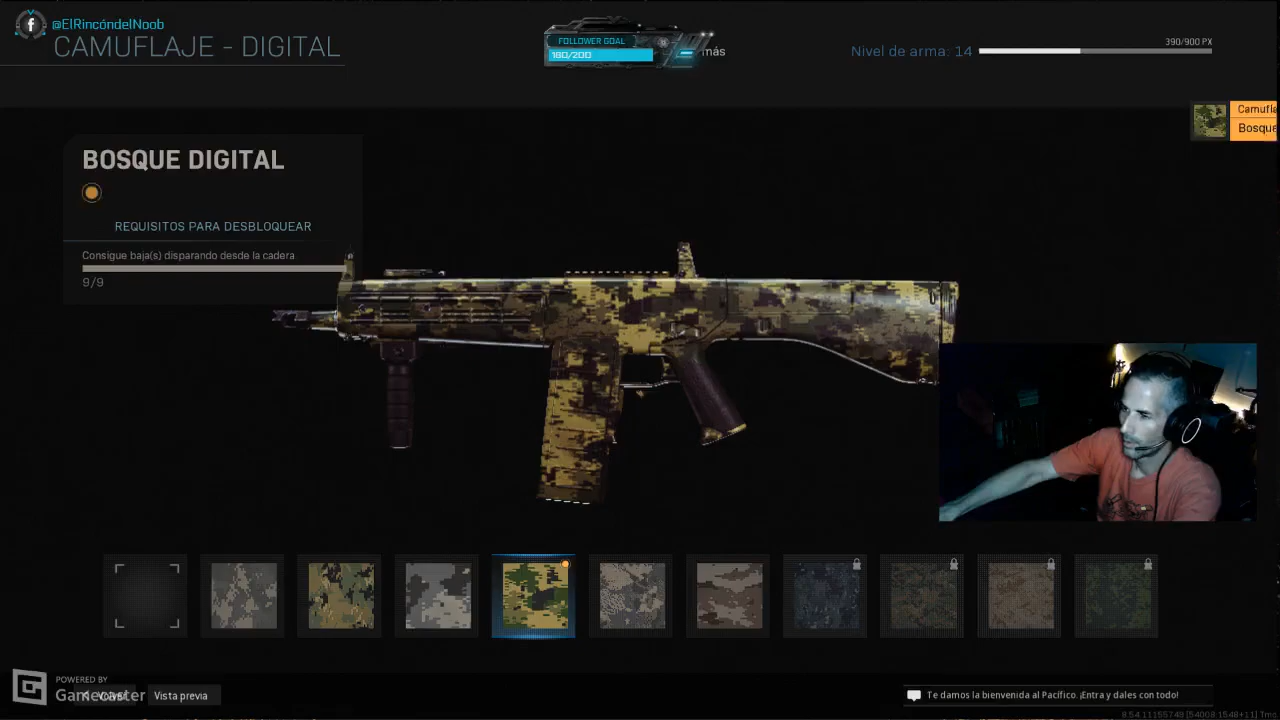 @ElRincóndelNoob
CAMUFLAJE - DIGITAL
FOLLOWER GOAL
180/200
más
Nivel de arma: 14
390/900 PX
Camufla
Bosque
BOSQUE DIGITAL
REQUISITOS PARA DESBLOQUEAR
Consigue baja(s) disparando desde la cadera
9/9
POWERED BY
Gamecaster
Volver
Vista previa
Te damos la bienvenida al Pacífico. ¡Entra y dales con todo!